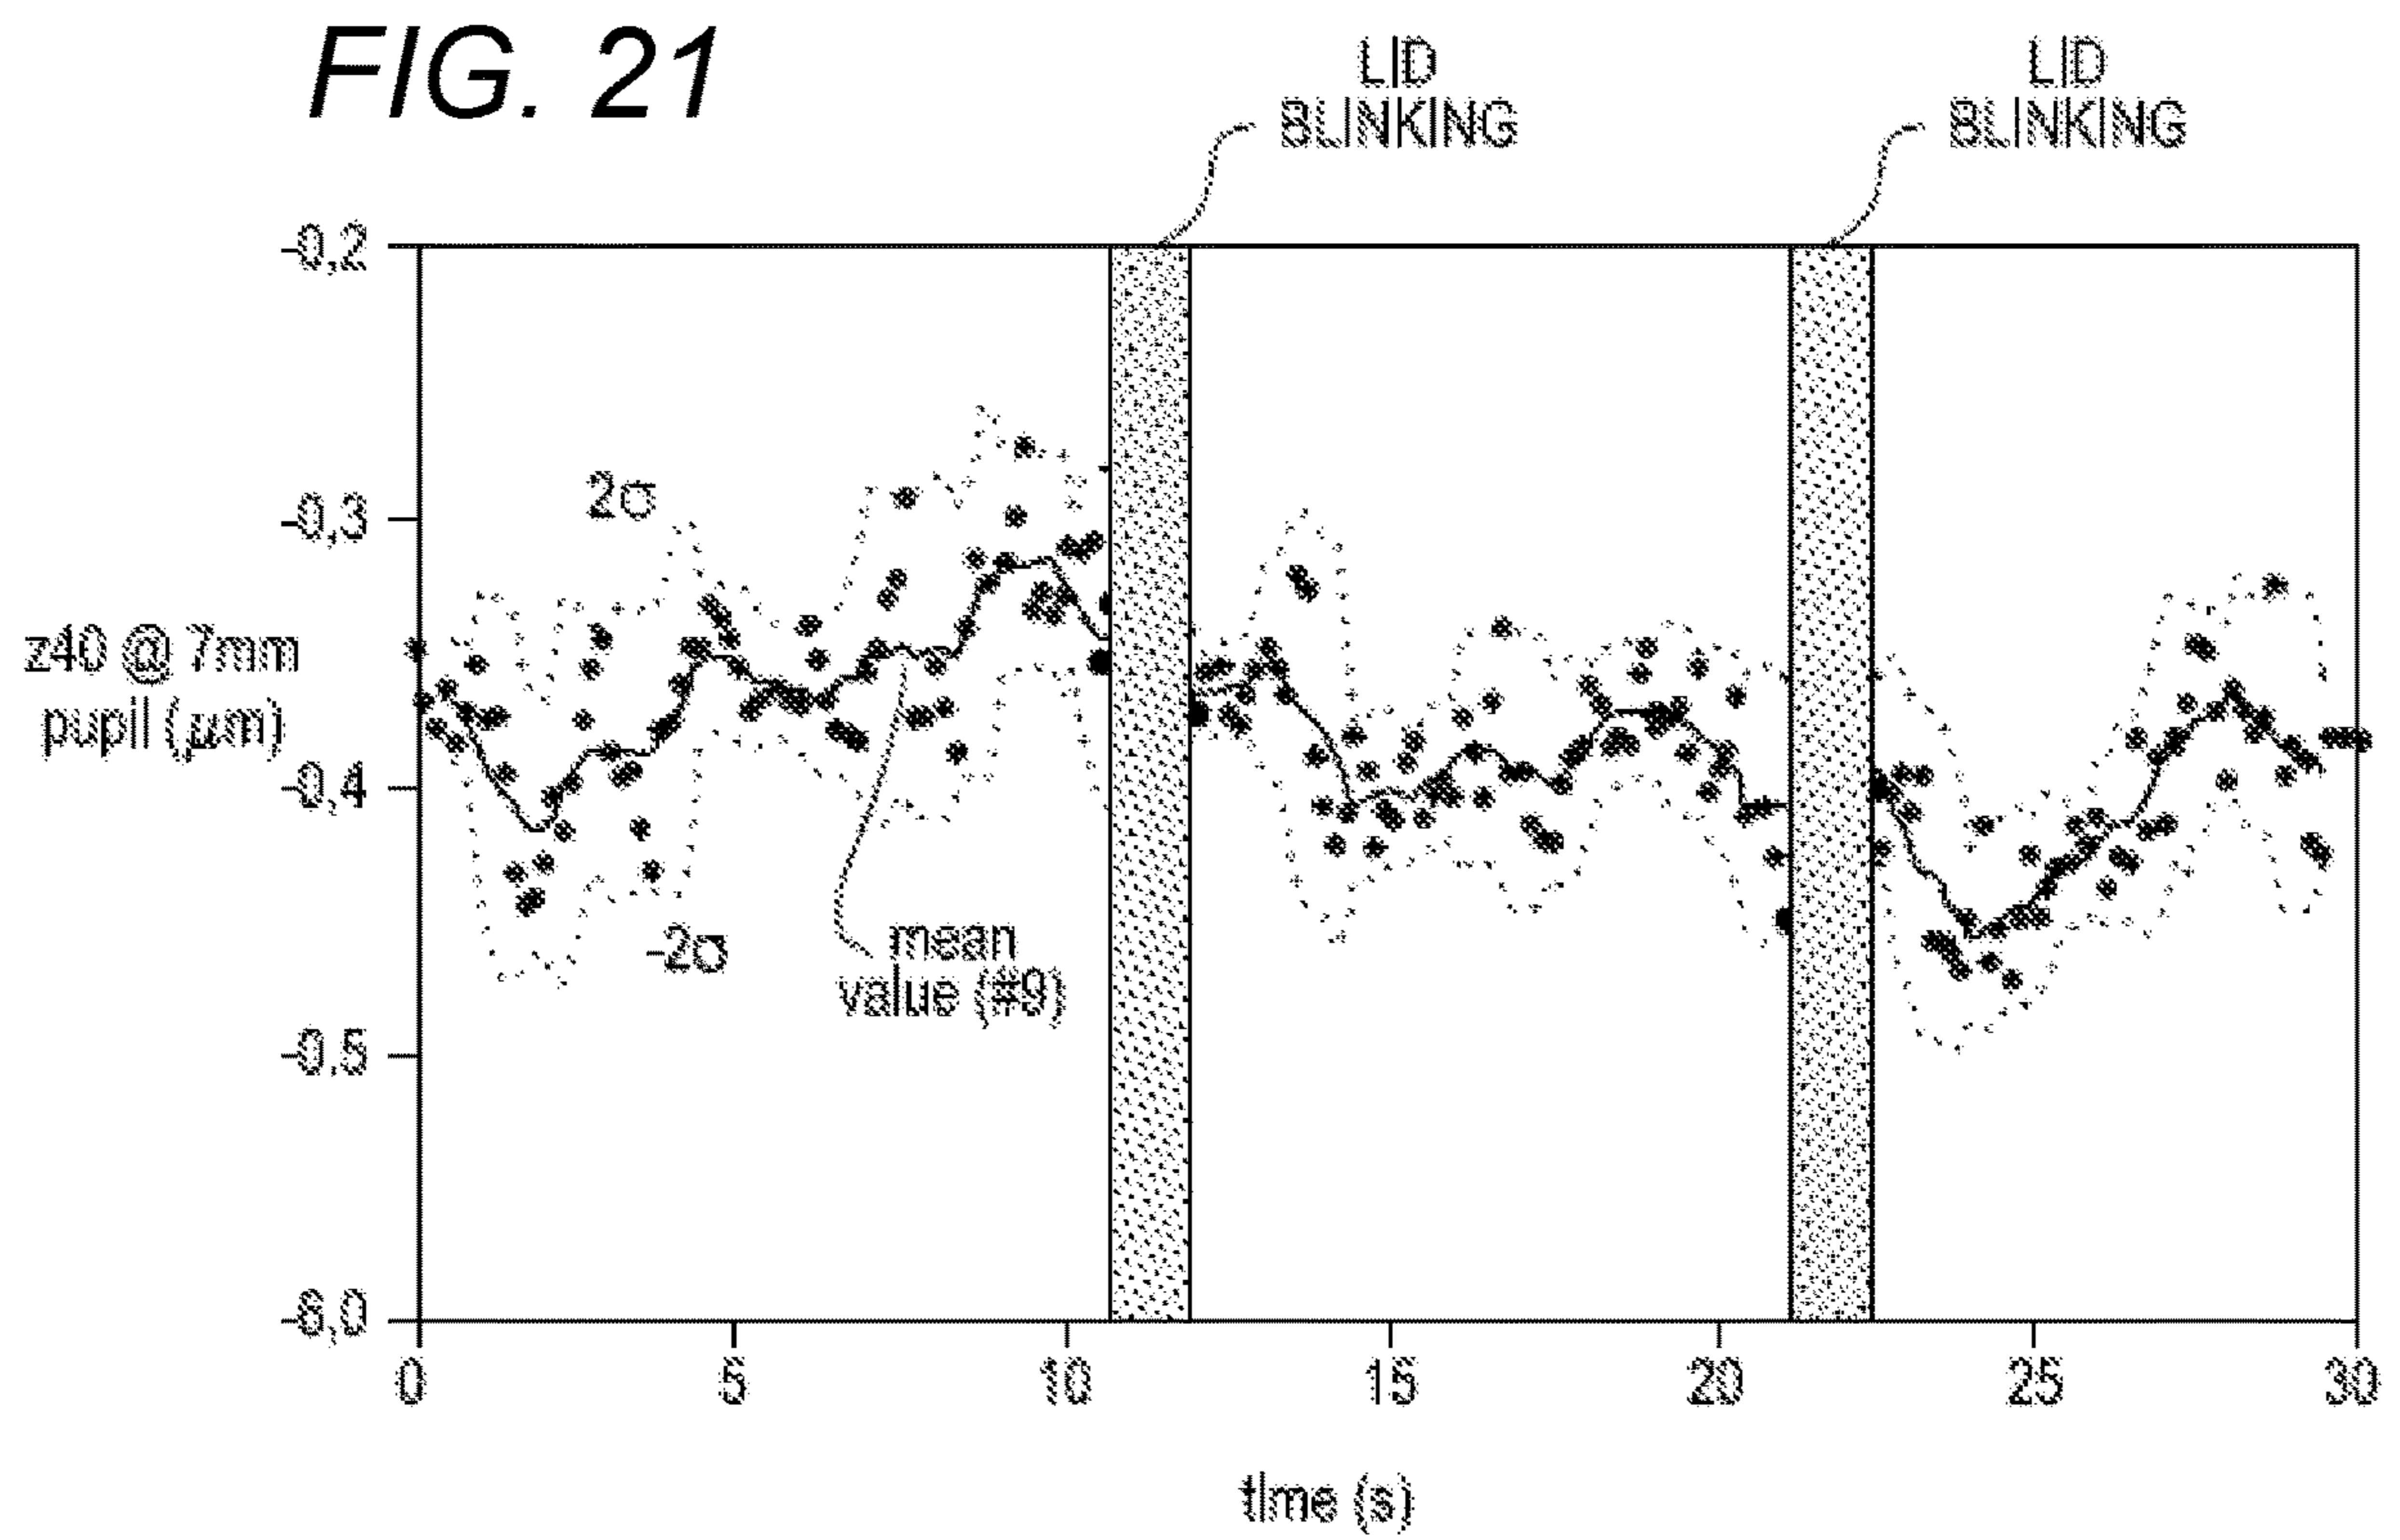 FIG. 21
LID
BLINKING
LID
BLINKING
-0,2
-0,3
-0,4
-0,5
-6,0
z40 @ 7mm
pupil (μm)
2σ
-2σ
mean
value (#9)
0
5
10
15
20
25
30
time (s)